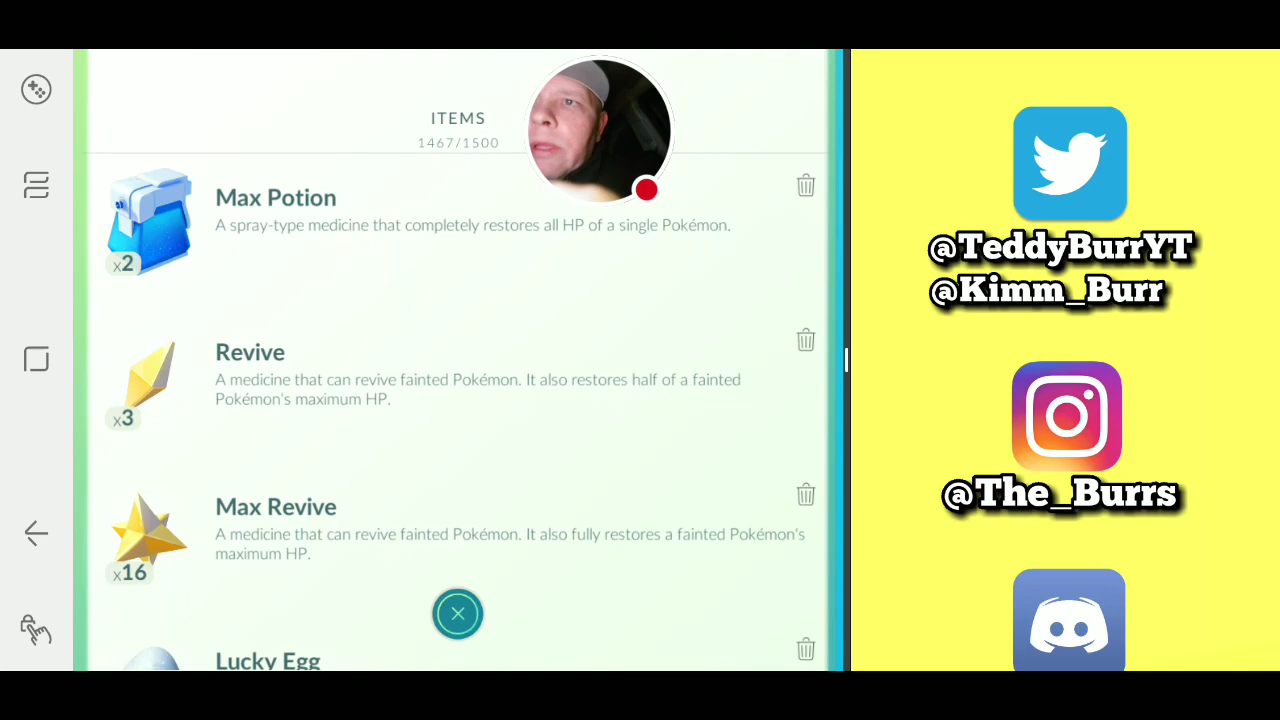 ITEMS
1467/1500
Max Potion
A spray-type medicine that completely restores all HP of a single Pokémon.
x2
Revive
A medicine that can revive fainted Pokémon. It also restores half of a fainted
Pokémon's maximum HP.
x3
Max Revive
A medicine that can revive fainted Pokémon. It also fully restores a fainted Pokémon's
maximum HP.
x16
Lucky Egg
@TeddyBurrYT
@Kimm_Burr
@The_Burrs